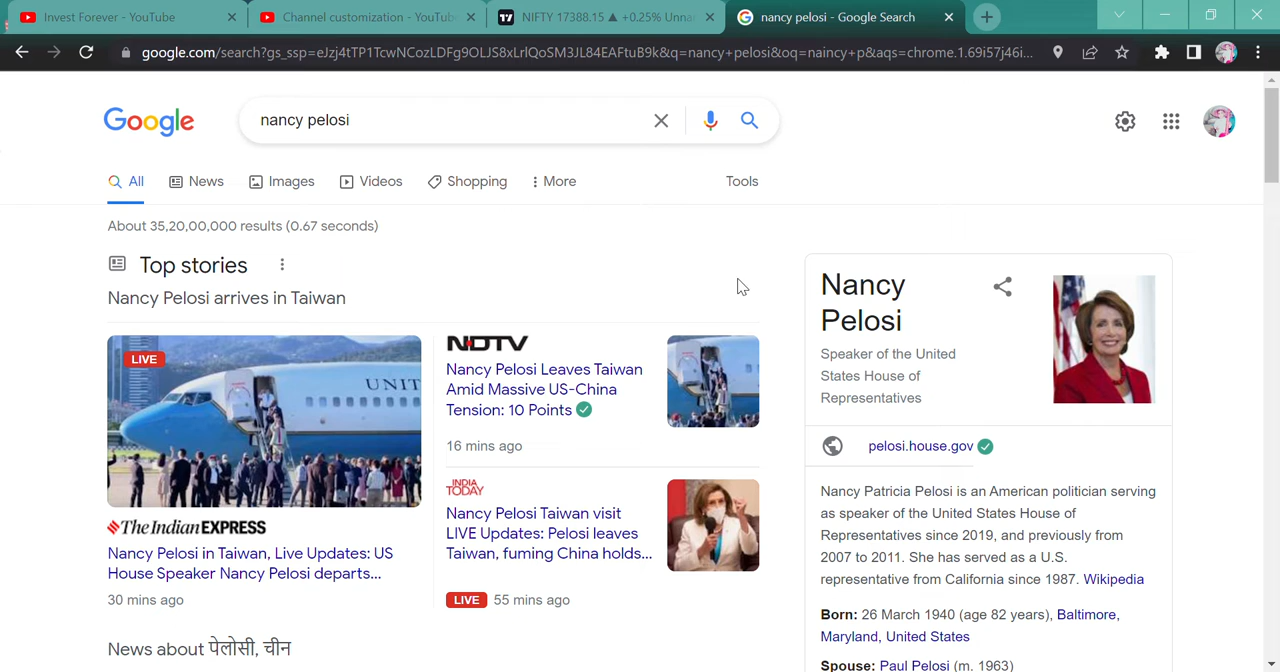 Invest Forever - YouTube
Channel customization - YouTub
NIFTY 17388.15 ▲ +0.25% Unna
nancy pelosi - Google Search
google.com/search?gs_ssp=eJzj4tTP1TcwNCozLDFg9OLJS8xLrlQoSM3JL84EAFtuB9k&q=nancy+pelosi&oq=naincy+p&aqs=chrome.1.69i57j46i...
Google
nancy pelosi
All
News
Images
Videos
Shopping
More
Tools
About 35,20,00,000 results (0.67 seconds)
Top stories
Nancy Pelosi arrives in Taiwan
LIVE
UNIT
The Indian EXPRESS
Nancy Pelosi in Taiwan, Live Updates: US
House Speaker Nancy Pelosi departs...
30 mins ago
NDTV
Nancy Pelosi Leaves Taiwan
Amid Massive US-China
Tension: 10 Points
16 mins ago
INDIA
TODAY
Nancy Pelosi Taiwan visit
LIVE Updates: Pelosi leaves
Taiwan, fuming China holds...
LIVE 55 mins ago
News about पेलोसी, चीन
Nancy
Pelosi
Speaker of the United
States House of
Representatives
pelosi.house.gov
Nancy Patricia Pelosi is an American politician serving
as speaker of the United States House of
Representatives since 2019, and previously from
2007 to 2011. She has served as a U.S.
representative from California since 1987. Wikipedia
Born: 26 March 1940 (age 82 years), Baltimore,
Maryland, United States
Spouse: Paul Pelosi (m. 1963)